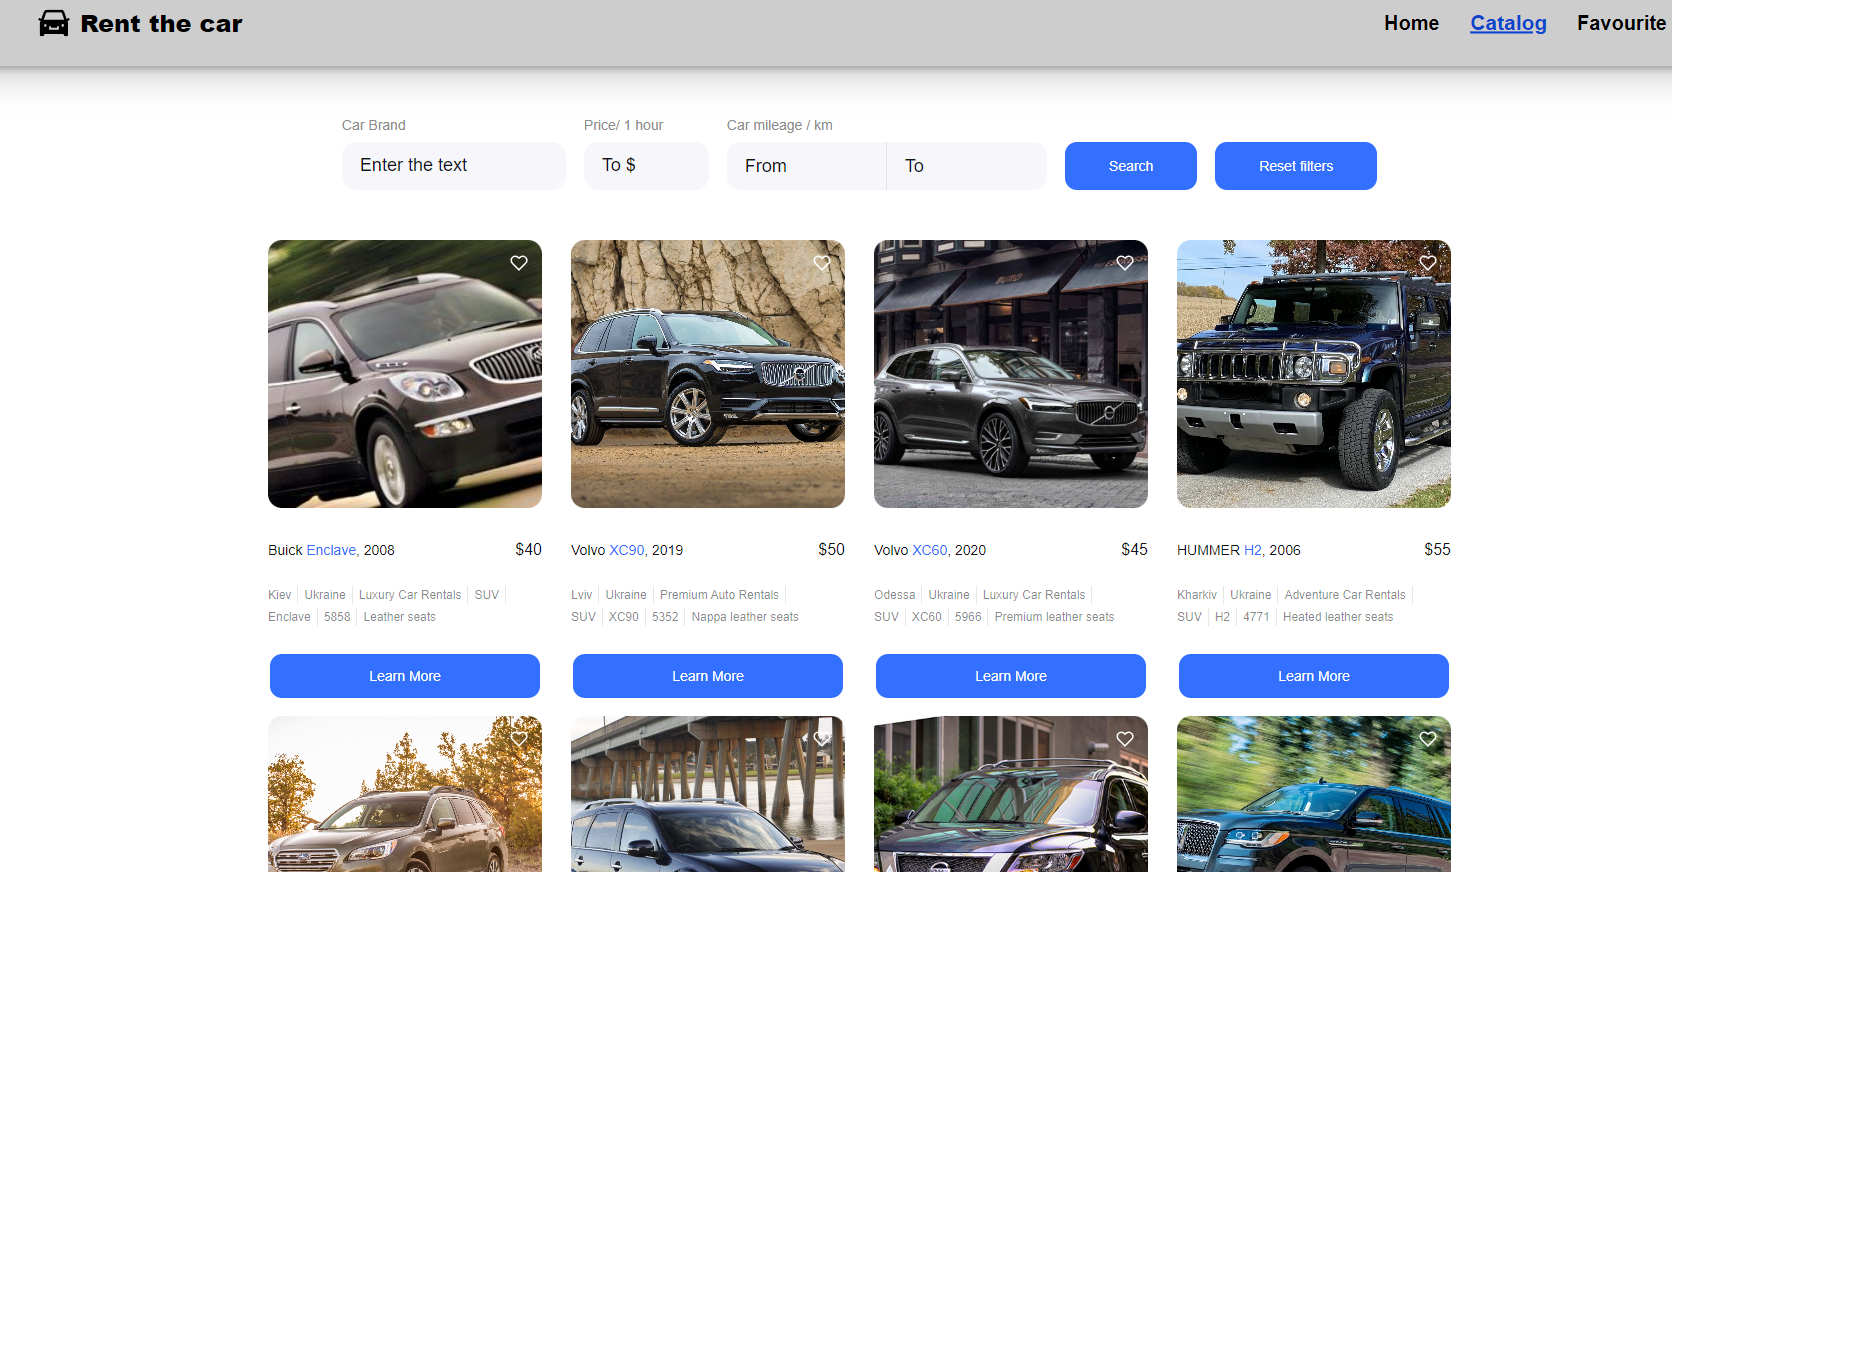 Rent the car
Home Catalog Favourite
Car Brand Price/ 1 hour Car mileage / km
Enter the text To $ From To Search Reset filters
Buick Enclave, 2008 $40 Volvo XC90, 2019 $50 Volvo XC60, 2020 $45 HUMMER H2, 2006 $55
Kiev Ukraine Luxury Car Rentals SUV Lviv Ukraine Premium Auto Rentals Odessa Ukraine Luxury Car Rentals Kharkiv Ukraine Adventure Car Rentals
Enclave 5858 Leather seats SUV XC90 5352 Nappa leather seats SUV XC60 5966 Premium leather seats SUV H2 4771 Heated leather seats
Learn More Learn More Learn More Learn More